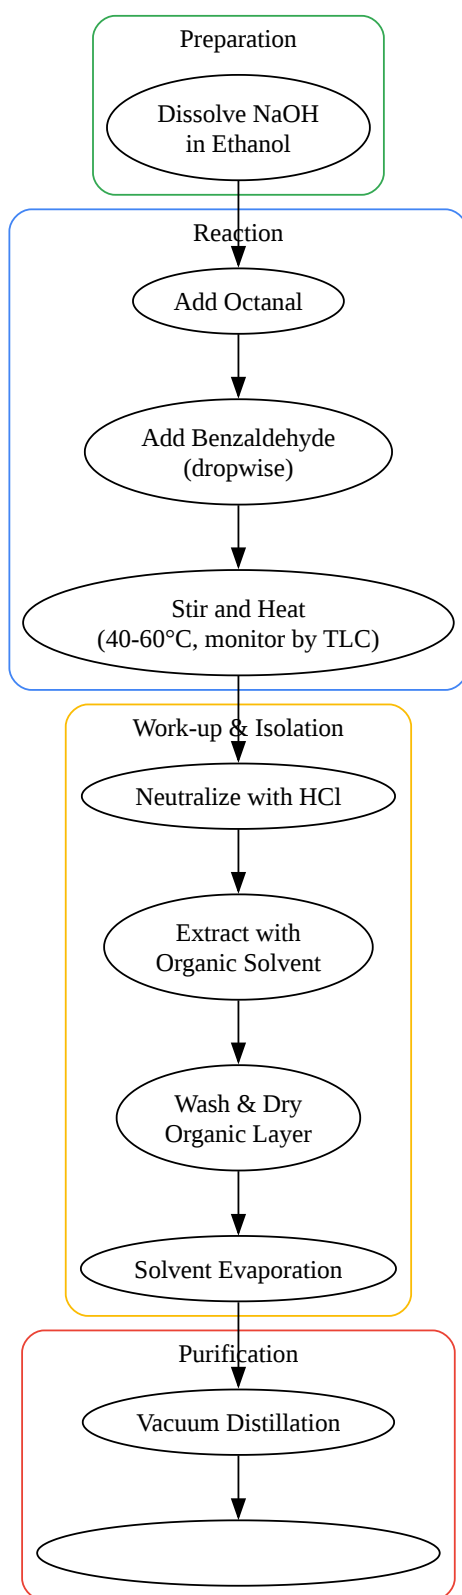 Preparation
Dissolve NaOH
in Ethanol
Reaction
Add Octanal
Add Benzaldehyde
(dropwise)
Stir and Heat
(40-60°C, monitor by TLC)
Work-up & Isolation
Neutralize with HCl
Extract with
Organic Solvent
Wash & Dry
Organic Layer
Solvent Evaporation
Purification
Vacuum Distillation